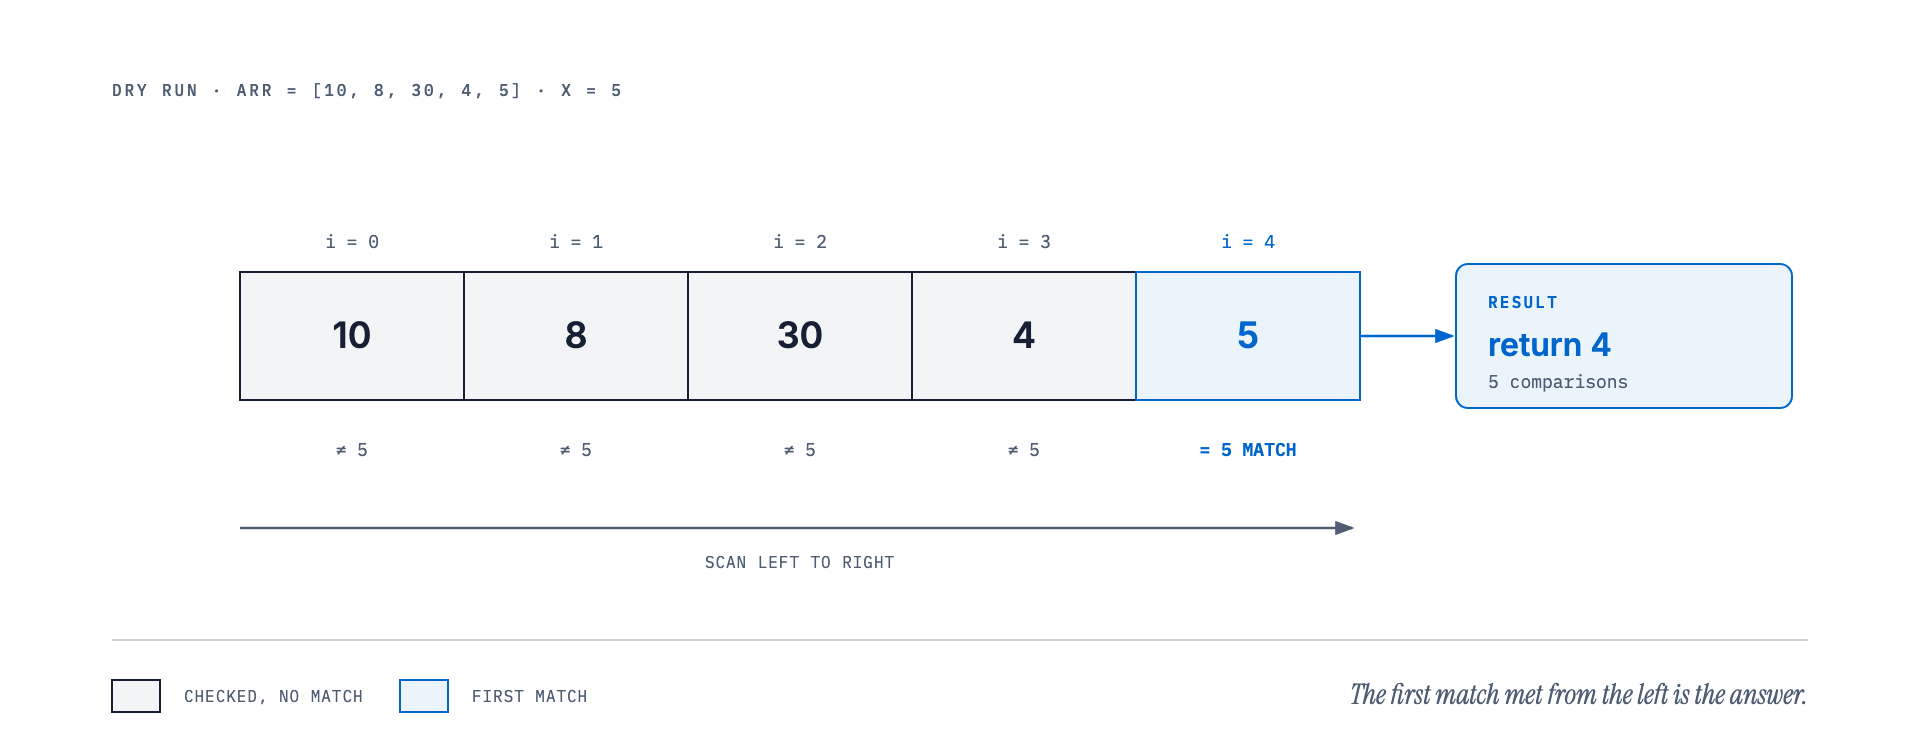 DRY RUN · ARR = [10, 8, 30, 4, 5] · X = 5
i = 0 i = 1 i = 2 i = 3 i = 4
10 8 30 4 5
≠ 5 ≠ 5 ≠ 5 ≠ 5 = 5 MATCH
RESULT
return 4
5 comparisons
SCAN LEFT TO RIGHT
CHECKED, NO MATCH FIRST MATCH
The first match met from the left is the answer.